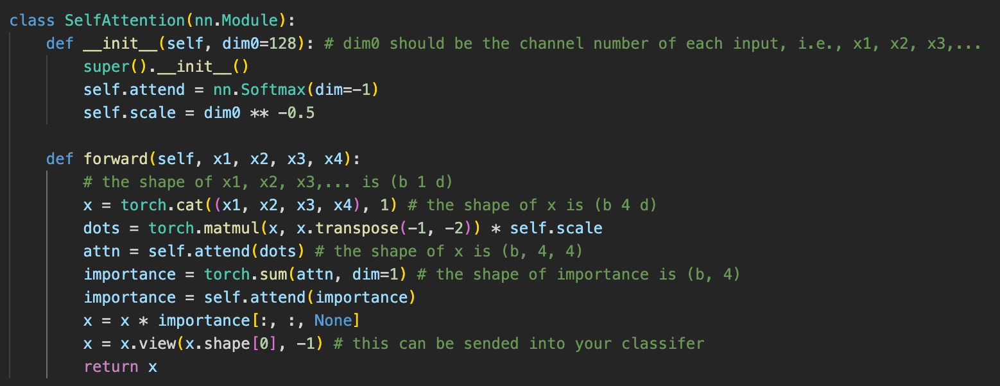 class SelfAttention(nn.Module):
    def __init__(self, dim0=128): # dim0 should be the channel number of each input, i.e., x1, x2, x3,...
        super().__init__()
        self.attend = nn.Softmax(dim=-1)
        self.scale = dim0 ** -0.5

    def forward(self, x1, x2, x3, x4):
        # the shape of x1, x2, x3,... is (b 1 d)
        x = torch.cat((x1, x2, x3, x4), 1) # the shape of x is (b 4 d)
        dots = torch.matmul(x, x.transpose(-1, -2)) * self.scale
        attn = self.attend(dots) # the shape of x is (b, 4, 4)
        importance = torch.sum(attn, dim=1) # the shape of importance is (b, 4)
        importance = self.attend(importance)
        x = x * importance[:, :, None]
        x = x.view(x.shape[0], -1) # this can be sended into your classifer
        return x